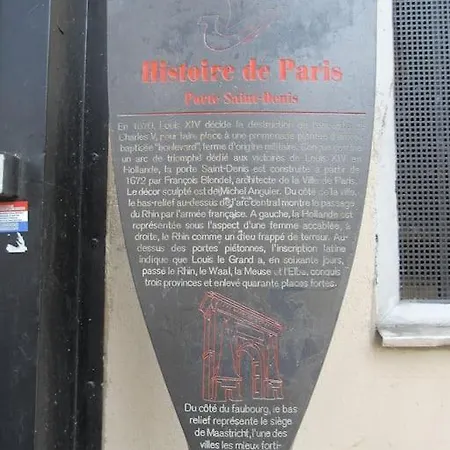 Histoire de Paris
Porte Saint-Denis
En 1670, Louis XIV décide la destruction du
Charles V, pour faire place à une promenade plantée d'arbres
baptisée "boulevard", terme d'origine militaire.
un arc de triomphe dédié aux victoires de Louis XIV en
Hollande, la porte Saint-Denis est construite à partir de
1672 par François Blondel, architecte de la Ville de Paris.
Le décor sculpté est de Michel Anguier. Du côté de la ville,
le bas-relief au-dessus de l'arc central montre le passage
du Rhin par l'armée française. A gauche, la Hollande est
représentée sous l'aspect d'une femme accablée, à
droite, le Rhin comme un dieu frappé de terreur. Au-
dessus des portes piétonnes, l'inscription latine
indique que Louis le Grand a, en soixante jours,
passé le Rhin, le Waal, la Meuse et l'Elba, conquis
trois provinces et enlevé quarante places fortes.
Du côté du faubourg, le bas
relief représente le siège
de Maastricht, l'une des
villes les mieux forti-